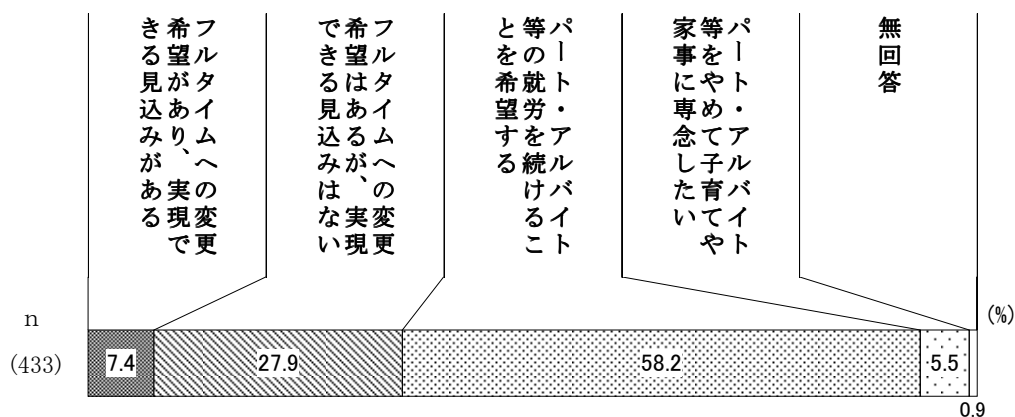 フルタイムへの変更
希望があり、実現で
きる見込みがある
フルタイムへの変更
希望はあるが、実現
できる見込みはない
パート・アルバイト
等の就労を続けるこ
とを希望する
パート・アルバイト
等をやめて子育てや
家事に専念したい
無回答
(%)
n
(433)
7.4
27.9
58.2
5.5
0.9